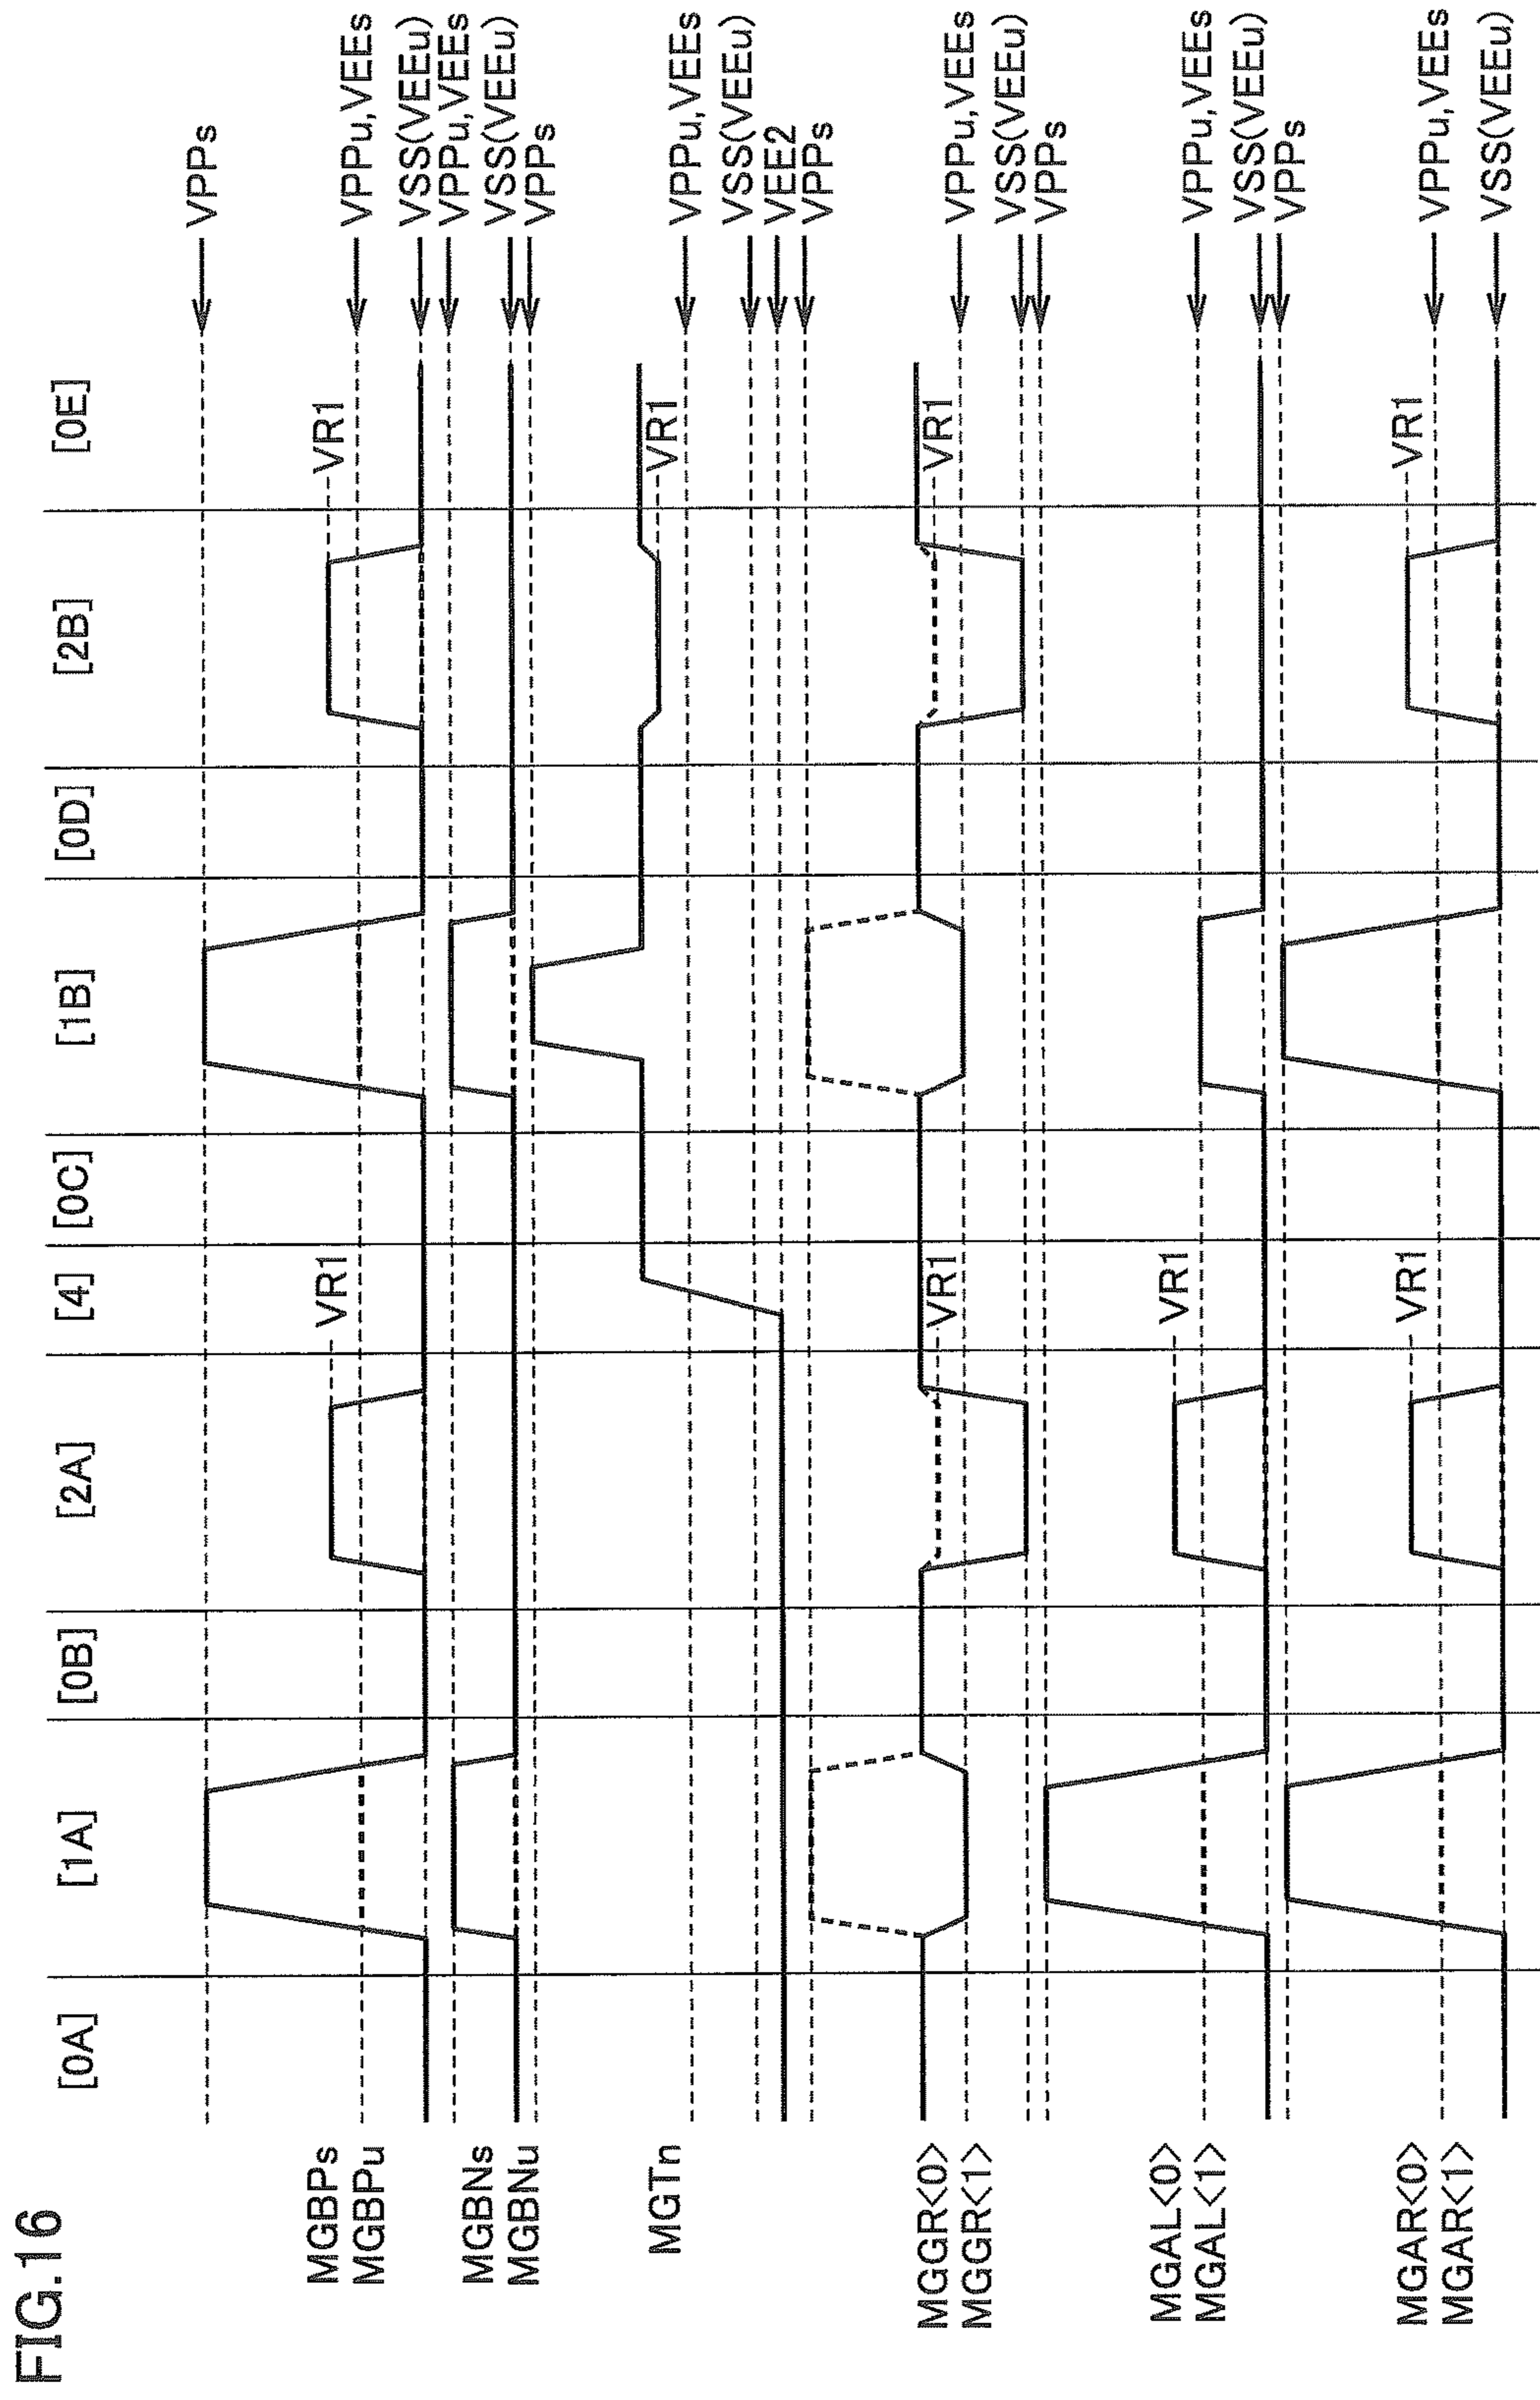 FIG.16
[0A] [1A] [0B] [2A] [4] [0C] [1B] [0D] [2B] [0E]
VPPs
VR1 VR1
MGBPs
MGBPu
VPPu,VEEs
VSS(VEEu)
VPPu,VEEs
MGBNs
MGBNu
VSS(VEEu)
VPPs
MGTn
VR1
VPPu,VEEs
VSS(VEEu)
VEE2
VPPs
MGGR<0>
MGGR<1>
VR1 VR1
VPPu,VEEs
VSS(VEEu)
VPPs
MGAL<0>
MGAL<1>
VR1
VPPu,VEEs
VSS(VEEu)
VPPs
MGAR<0>
MGAR<1>
VR1 VR1
VPPu,VEEs
VSS(VEEu)